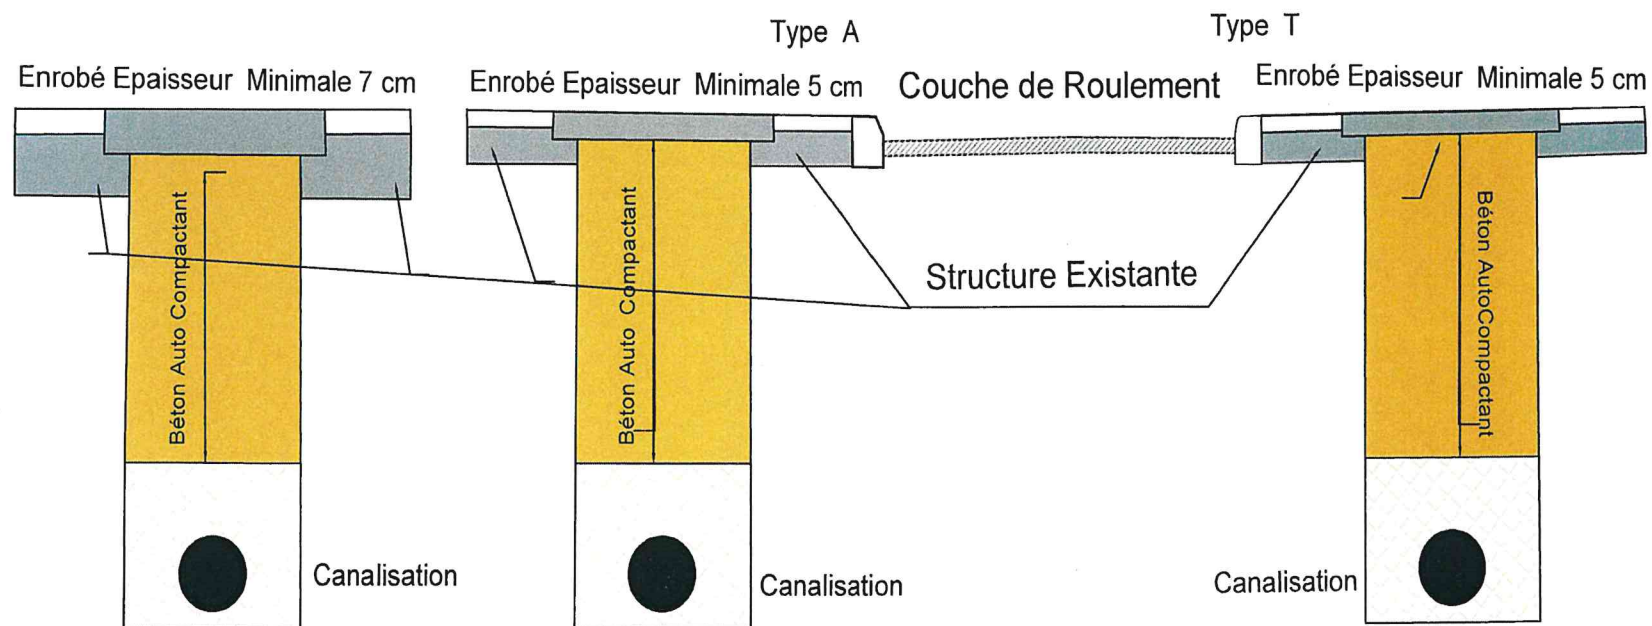 Type A
Type T
Enrobé Epaisseur Minimale 7 cm
Enrobé Epaisseur Minimale 5 cm
Couche de Roulement
Enrobé Epaisseur Minimale 5 cm
Béton Auto Compactant
Béton Auto Compactant
Béton AutoCompactant
Structure Existante
Canalisation
Canalisation
Canalisation